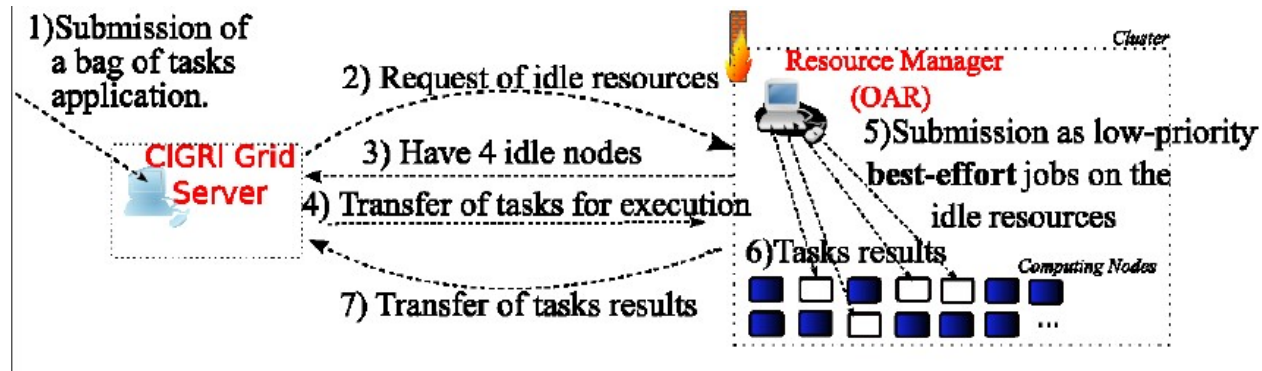 1)Submission of
a bag of tasks
application.
CIGRI Grid
Server
2) Request of idle resources
3) Have 4 idle nodes
4) Transfer of tasks for execution
7) Transfer of tasks results
Cluster
Resource Manager
(OAR)
5)Submission as low-priority
best-effort jobs on the
idle resources
6)Tasks results
Computing Nodes
...